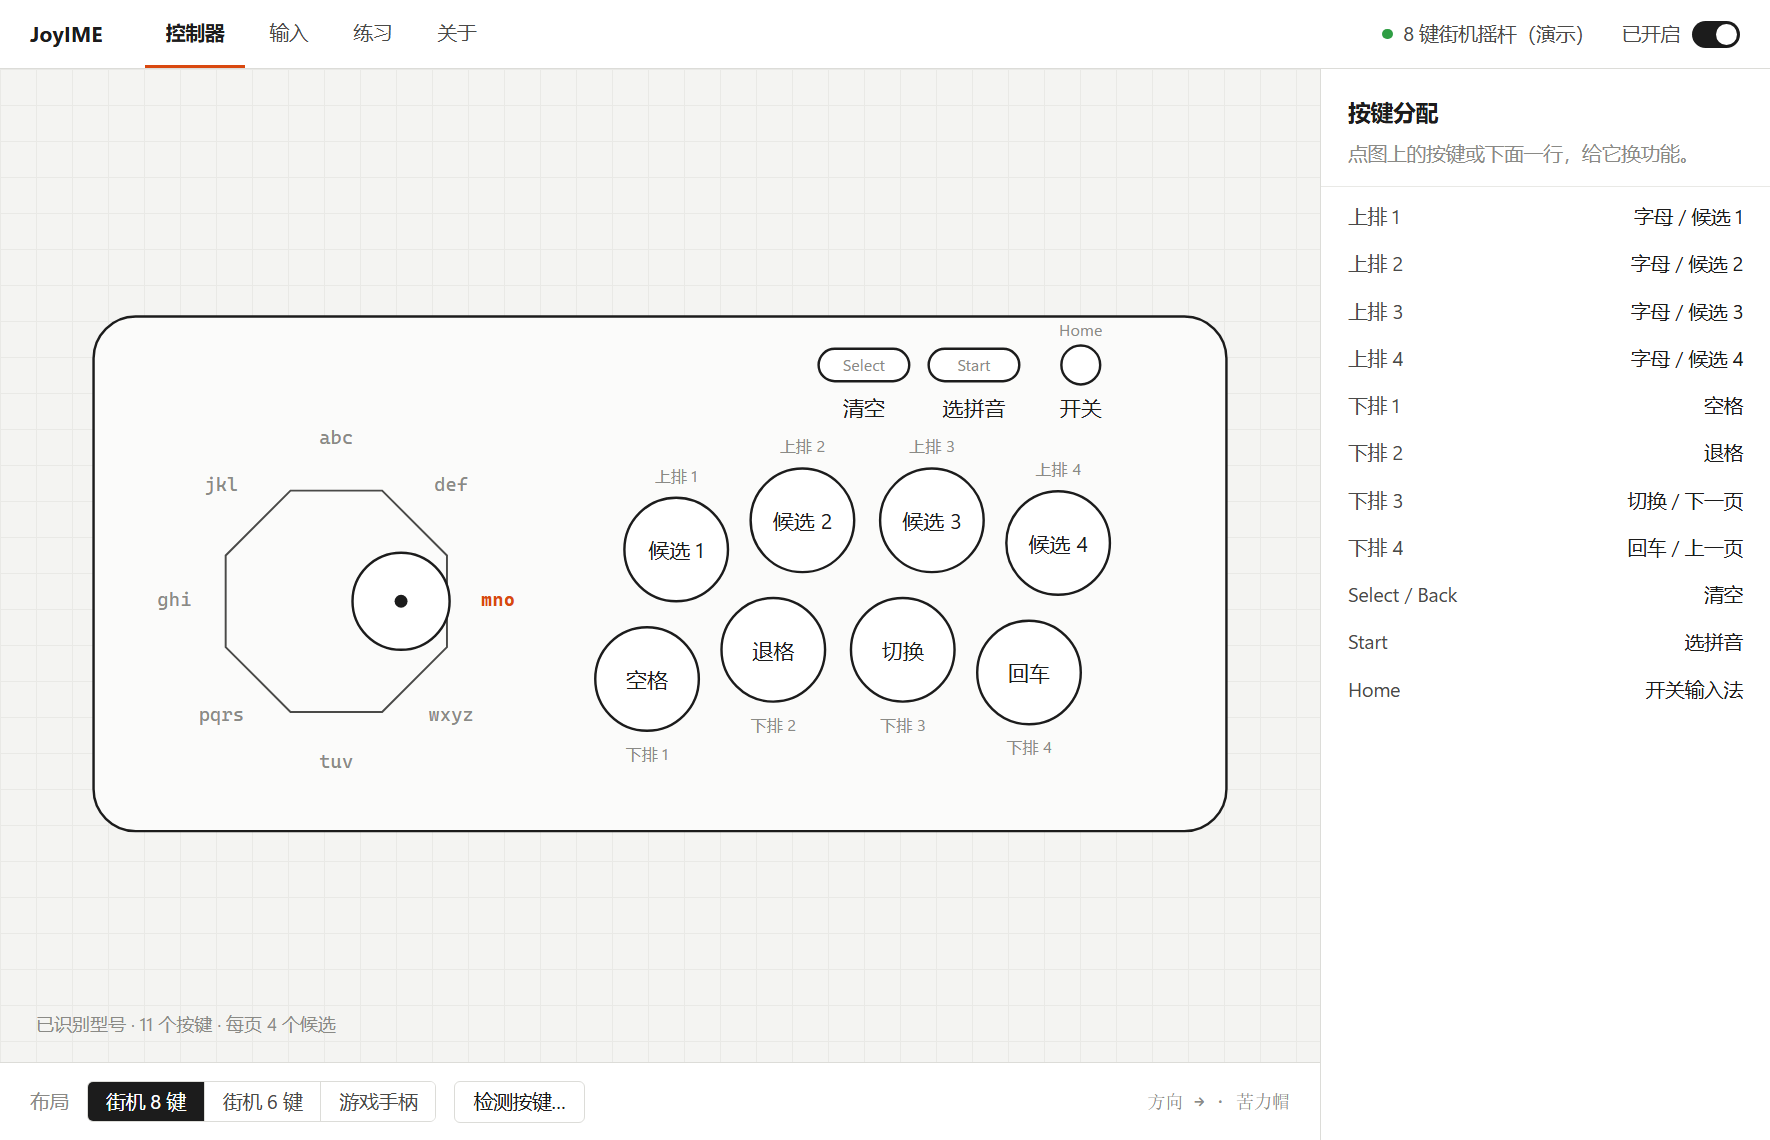 JoyIME 控制器 输入 练习 关于 8 键街机摇杆（演示） 已开启
按键分配
点图上的按键或下面一行，给它换功能。
上排 1 字母 / 候选 1
上排 2 字母 / 候选 2
上排 3 字母 / 候选 3
上排 4 字母 / 候选 4
下排 1 空格
下排 2 退格
下排 3 切换 / 下一页
下排 4 回车 / 上一页
Select / Back 清空
Start 选拼音
Home 开关输入法
Home
Select Start
清空 选拼音 开关
abc
jkl def
ghi mno
pqrs wxyz
tuv
上排 1 上排 2 上排 3 上排 4
候选 1 候选 2 候选 3 候选 4
空格 退格 切换 回车
下排 1 下排 2 下排 3 下排 4
已识别型号 · 11 个按键 · 每页 4 个候选
布局 街机 8 键 街机 6 键 游戏手柄 检测按键... 方向 → · 苦力帽